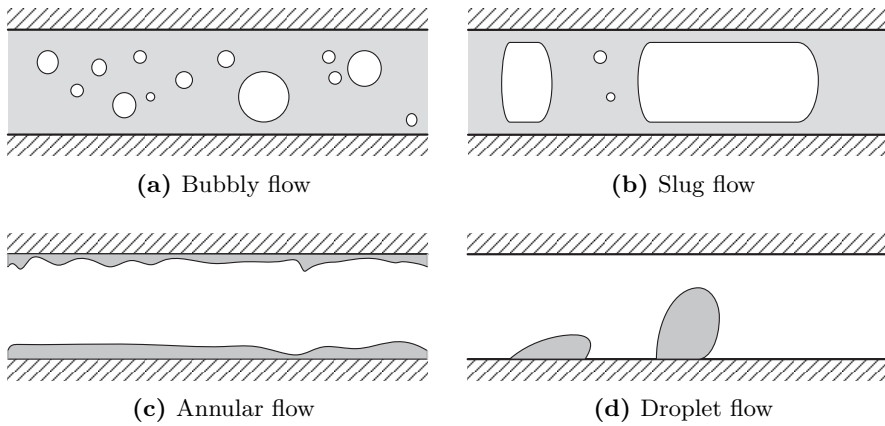 (a) Bubbly flow
(b) Slug flow
(c) Annular flow
(d) Droplet flow